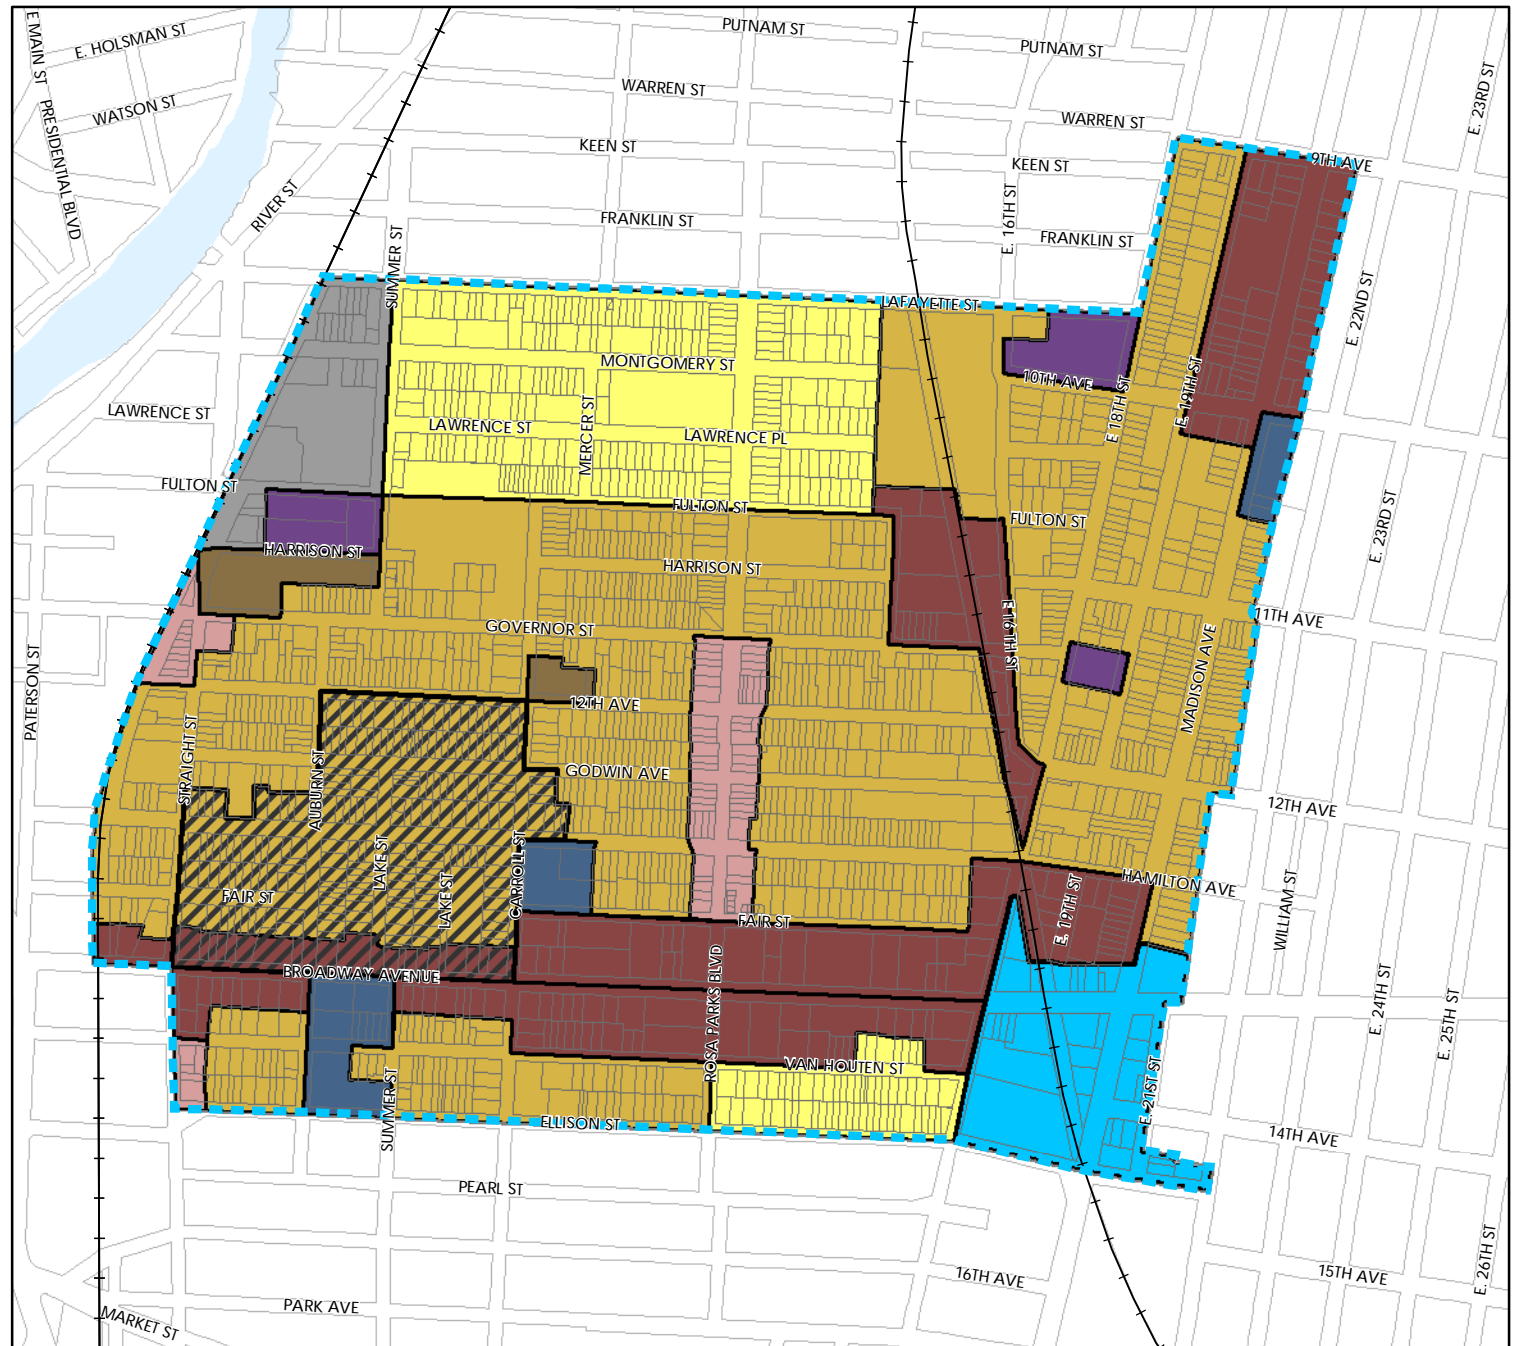 E MAIN ST
PRESIDENTIAL BLVD
E. HOLSMAN ST
WATSON ST
RIVER ST
PUTNAM ST
PUTNAM ST
WARREN ST
WARREN ST
KEEN ST
KEEN ST
FRANKLIN ST
FRANKLIN ST
E. 16TH ST
E. 23RD ST
9TH AVE
SUMMER ST
LAFAYETTE ST
E. 22ND ST
MONTGOMERY ST
10TH AVE
E 18TH ST
E. 19TH ST
LAWRENCE ST
LAWRENCE ST
MERCER ST
LAWRENCE PL
FULTON ST
FULTON ST
FULTON ST
E. 23RD ST
HARRISON ST
HARRISON ST
GOVERNOR ST
E 16TH ST
11TH AVE
PATERSON ST
MADISON AVE
12TH AVE
STRAIGHT ST
AUBURN ST
GODWIN AVE
12TH AVE
LAKE ST
LAKE ST
CARROLL ST
FAIR ST
FAIR ST
HAMILTON AVE
WILLIAM ST
E. 19TH ST
BROADWAY AVENUE
ROSA PARKS BLVD
E. 24TH ST
E. 25TH ST
VAN HOUTEN ST
SUMMER ST
ELLISON ST
E. 21ST ST
14TH AVE
PEARL ST
16TH AVE
15TH AVE
E. 26TH ST
PARK AVE
MARKET ST